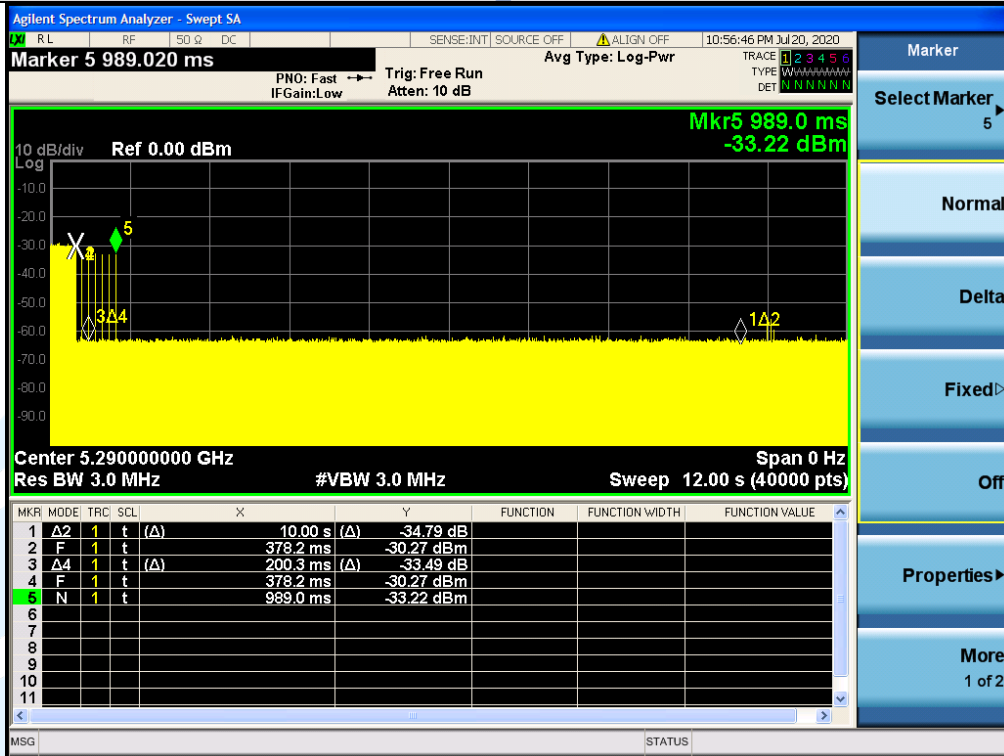 Agilent Spectrum Analyzer - Swept SA
LXI RL RF 50 Ω DC SENSE:INT SOURCE OFF ALIGN OFF 10:56:46 PM Jul 20, 2020
Marker 5 989.020 ms
PNO: Fast
IFGain:Low
Trig: Free Run
Atten: 10 dB
Avg Type: Log-Pwr
TRACE 1 2 3 4 5 6
TYPE
DET N N N N N N
Mkr5 989.0 ms
-33.22 dBm
10 dB/div Ref 0.00 dBm
Log
-10.0
-20.0
-30.0
-40.0
-50.0
-60.0
-70.0
-80.0
-90.0
5
3Δ4
1Δ2
Center 5.290000000 GHz Span 0 Hz
Res BW 3.0 MHz #VBW 3.0 MHz Sweep 12.00 s (40000 pts)
MKR MODE TRC SCL X Y FUNCTION FUNCTION WIDTH FUNCTION VALUE
1 Δ2 1 t (Δ) 10.00 s (Δ) -34.79 dB
2 F 1 t 378.2 ms -30.27 dBm
3 Δ4 1 t (Δ) 200.3 ms (Δ) -33.49 dB
4 F 1 t 378.2 ms -30.27 dBm
5 N 1 t 989.0 ms -33.22 dBm
6
7
8
9
10
11
MSG STATUS
Marker
Select Marker
5
Normal
Delta
Fixed
Off
Properties
More
1 of 2